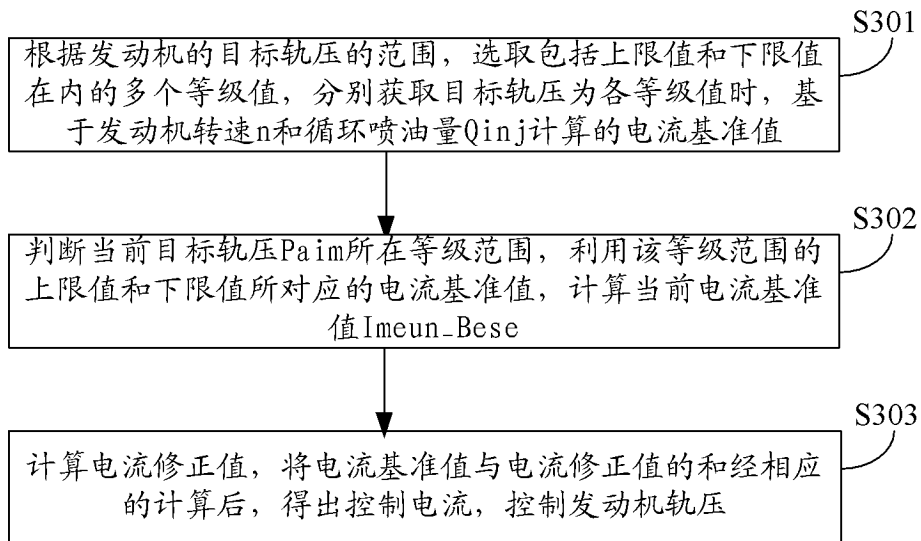 S301
根据发动机的目标轨压的范围，选取包括上限值和下限值
在内的多个等级值，分别获取目标轨压为各等级值时，基
于发动机转速n和循环喷油量Qinj计算的电流基准值
S302
判断当前目标轨压Paim所在等级范围，利用该等级范围的
上限值和下限值所对应的电流基准值，计算当前电流基准
值Imeun_Bese
S303
计算电流修正值，将电流基准值与电流修正值的和经相应
的计算后，得出控制电流，控制发动机轨压